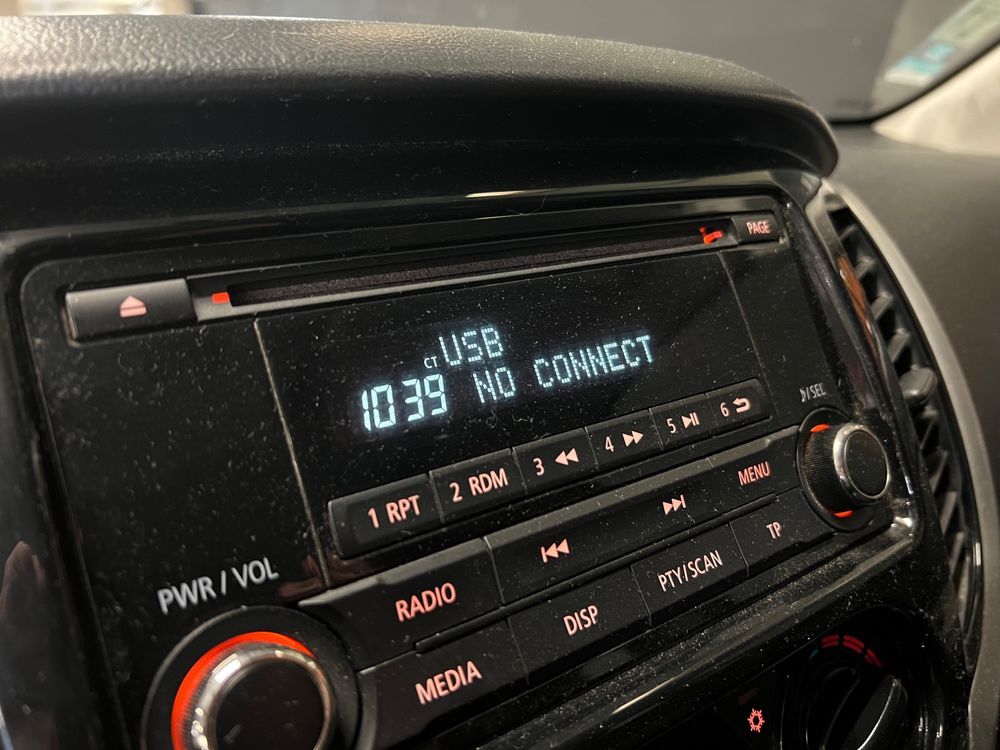 PAGE
USB
CT
1039 NO CONNECT
♪/SEL
1 RPT
2 RDM
3
4
5
6
MENU
PWR / VOL
RADIO
DISP
PTY/SCAN
TP
MEDIA